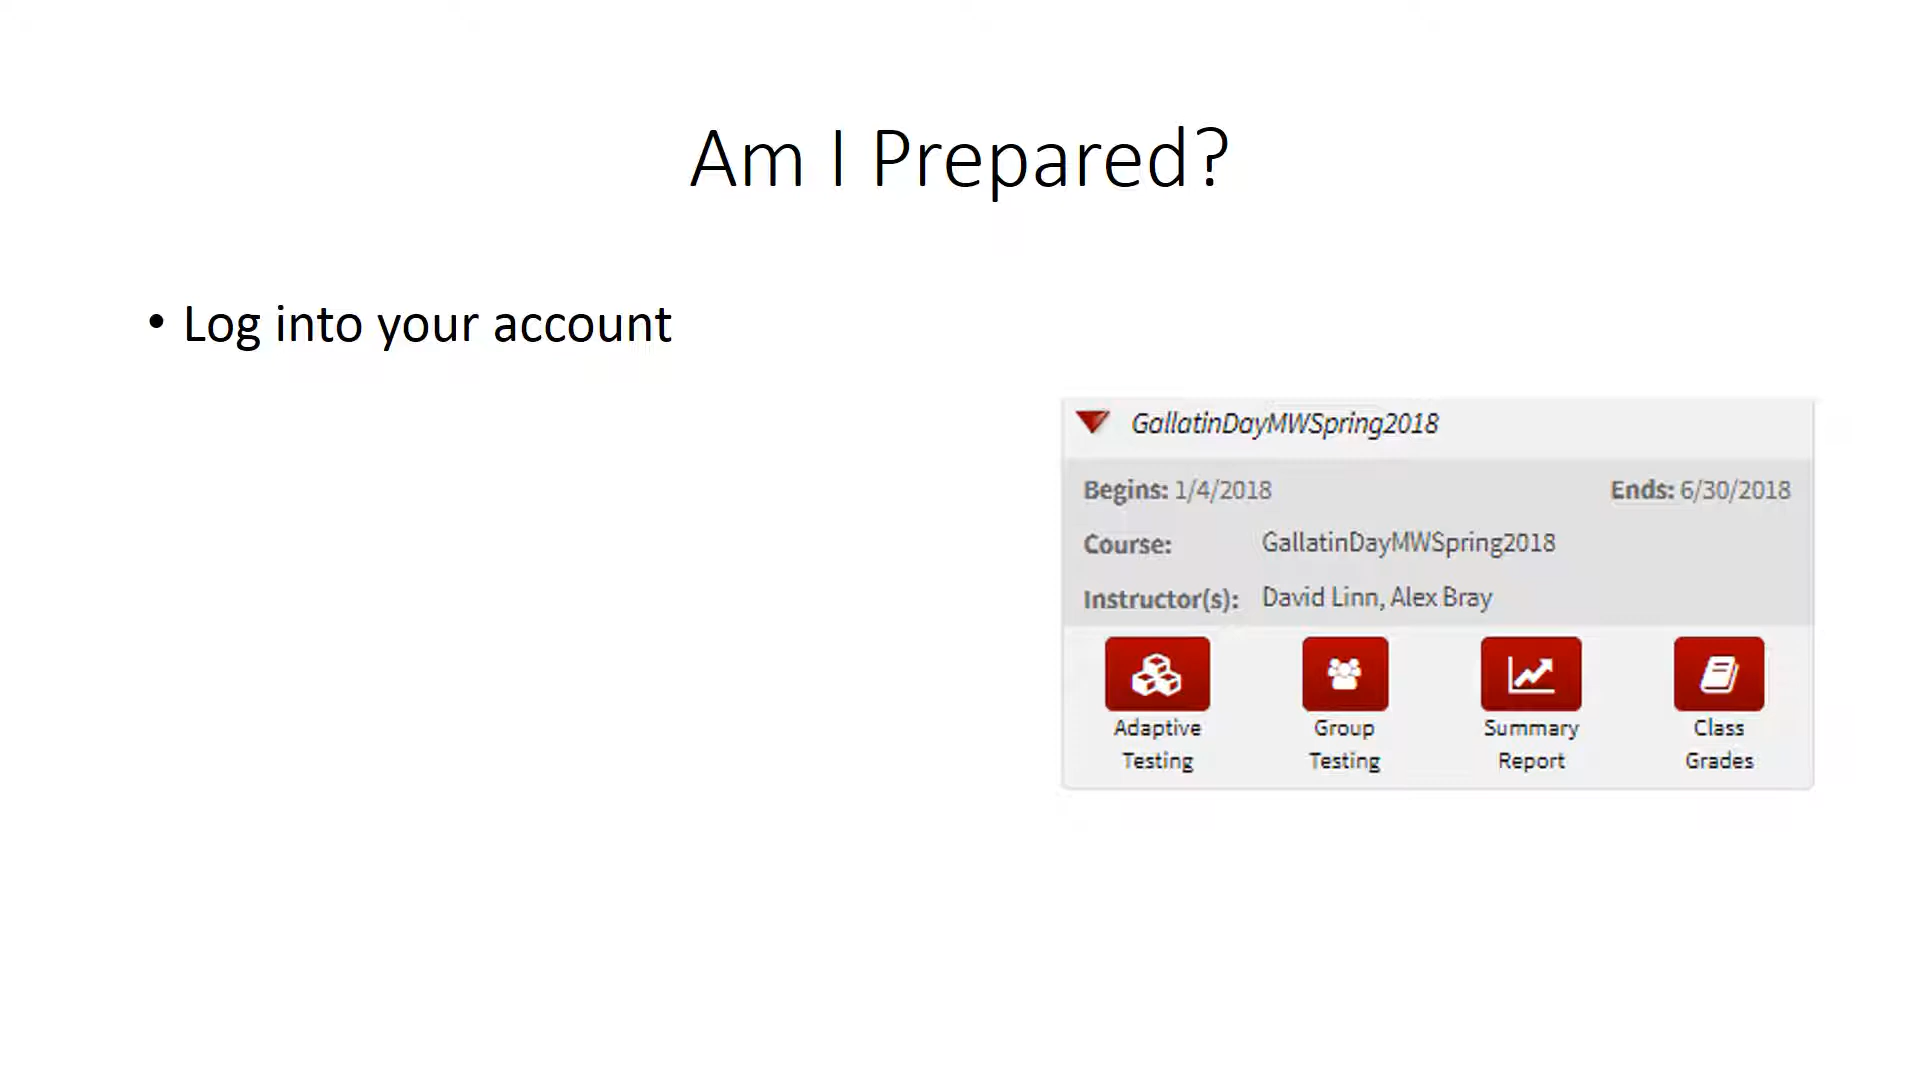 Am I Prepared?
• Log into your account
GallatinDayMWSpring2018
Begins: 1/4/2018 Ends: 6/30/2018
Course: GallatinDayMWSpring2018
Instructor(s): David Linn, Alex Bray
Adaptive Testing
Group Testing
Summary Report
Class Grades